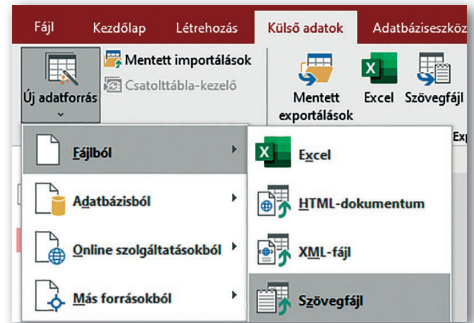 Fájl Kezdőlap Létrehozás Külső adatok Adatbáziseszköz
Új adatforrás
Mentett importálások
Csatolttábla-kezelő
Mentett exportálások
Excel
Szövegfájl
Exp
Fájlból
Adatbázisból
Online szolgáltatásokból
Más forrásokból
Excel
HTML-dokumentum
XML-fájl
Szövegfájl